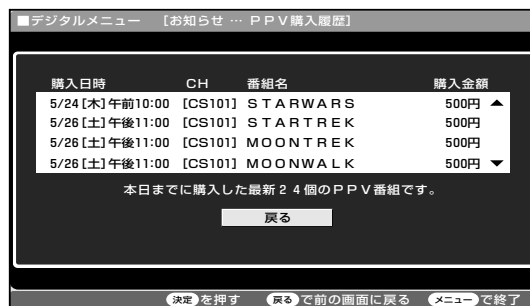 ■デジタルメニュー [お知らせ … ＰＰＶ購入履歴]
購入日時 CH 番組名 購入金額
5/24[木]午前10:00 [CS101] ＳＴＡＲＷＡＲＳ 500円 ▲
5/26[土]午後11:00 [CS101] ＳＴＡＲＴＲＥＫ 500円
5/26[土]午後11:00 [CS101] ＭＯＯＮＴＲＥＫ 500円
5/26[土]午後11:00 [CS101] ＭＯＯＮＷＡＬＫ 500円 ▼
本日までに購入した最新２４個のＰＰＶ番組です。
戻る
決定を押す 戻るで前の画面に戻る メニューで終了